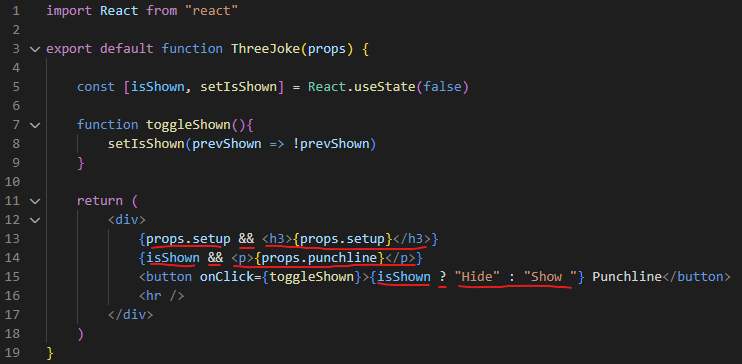 1 import React from "react"
2
3 export default function ThreeJoke(props) {
4
5     const [isShown, setIsShown] = React.useState(false)
6
7     function toggleShown(){
8         setIsShown(prevShown => !prevShown)
9     }
10
11     return (
12         <div>
13             {props.setup && <h3>{props.setup}</h3>}
14             {isShown && <p>{props.punchline}</p>}
15             <button onClick={toggleShown}>{isShown ? "Hide" : "Show "} Punchline</button>
16             <hr />
17         </div>
18     )
19 }